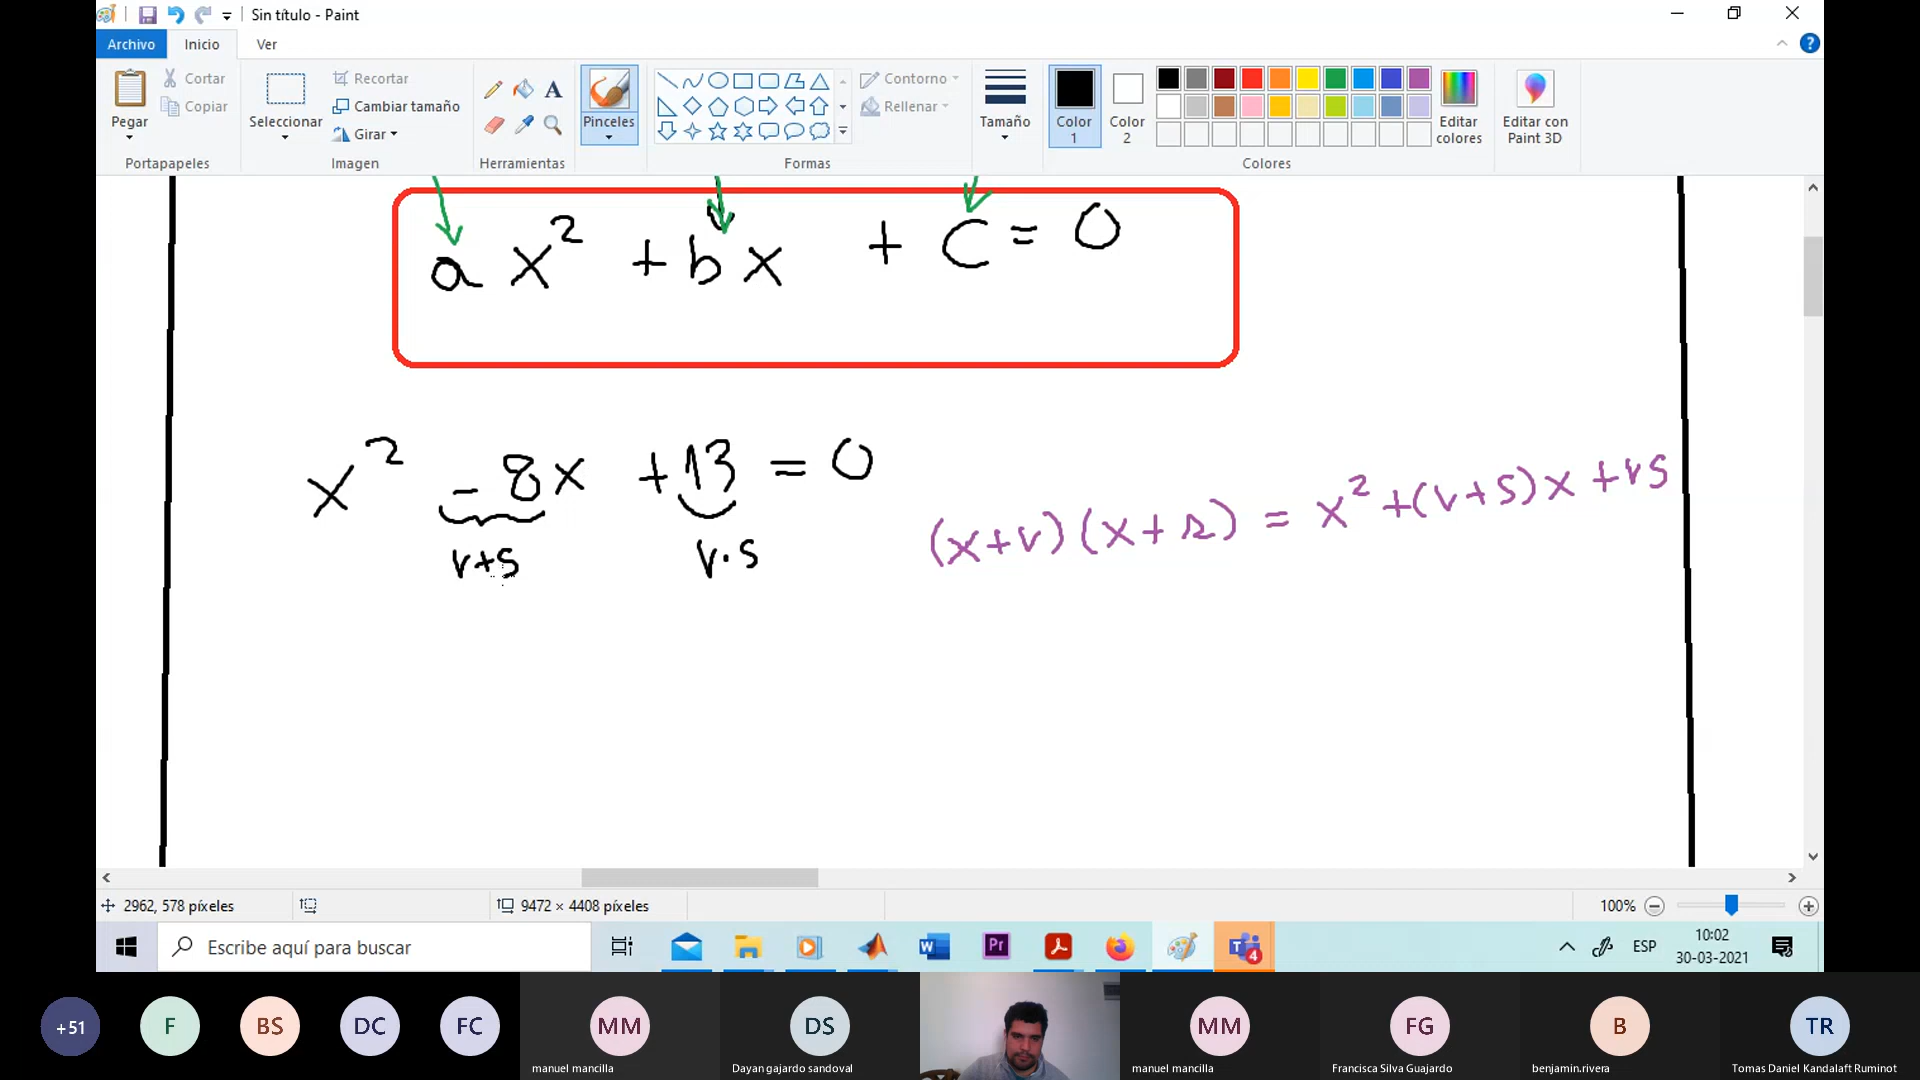 Sin título - Paint
Archivo Inicio Ver
Pegar
Cortar
Copiar
Portapapeles
Seleccionar
Recortar
Cambiar tamaño
Girar
Imagen
A
Herramientas
Pinceles
Contorno
Rellenar
Formas
Tamaño
Color 1
Color 2
Editar colores
Editar con Paint 3D
Colores
a x² + b x + c = 0
x² - 8x + 13 = 0
r+s
r·s
(x+r)(x+s) = x² +(r+s)x +rs
2962, 578 píxeles
9472 × 4408 píxeles
100%
Escribe aquí para buscar
W
Pr
4
ESP
10:02
30-03-2021
+51
F
BS
DC
FC
MM
manuel mancilla
DS
Dayan gajardo sandoval
MM
manuel mancilla
FG
Francisca Silva Guajardo
B
benjamin.rivera
TR
Tomas Daniel Kandalaft Ruminot